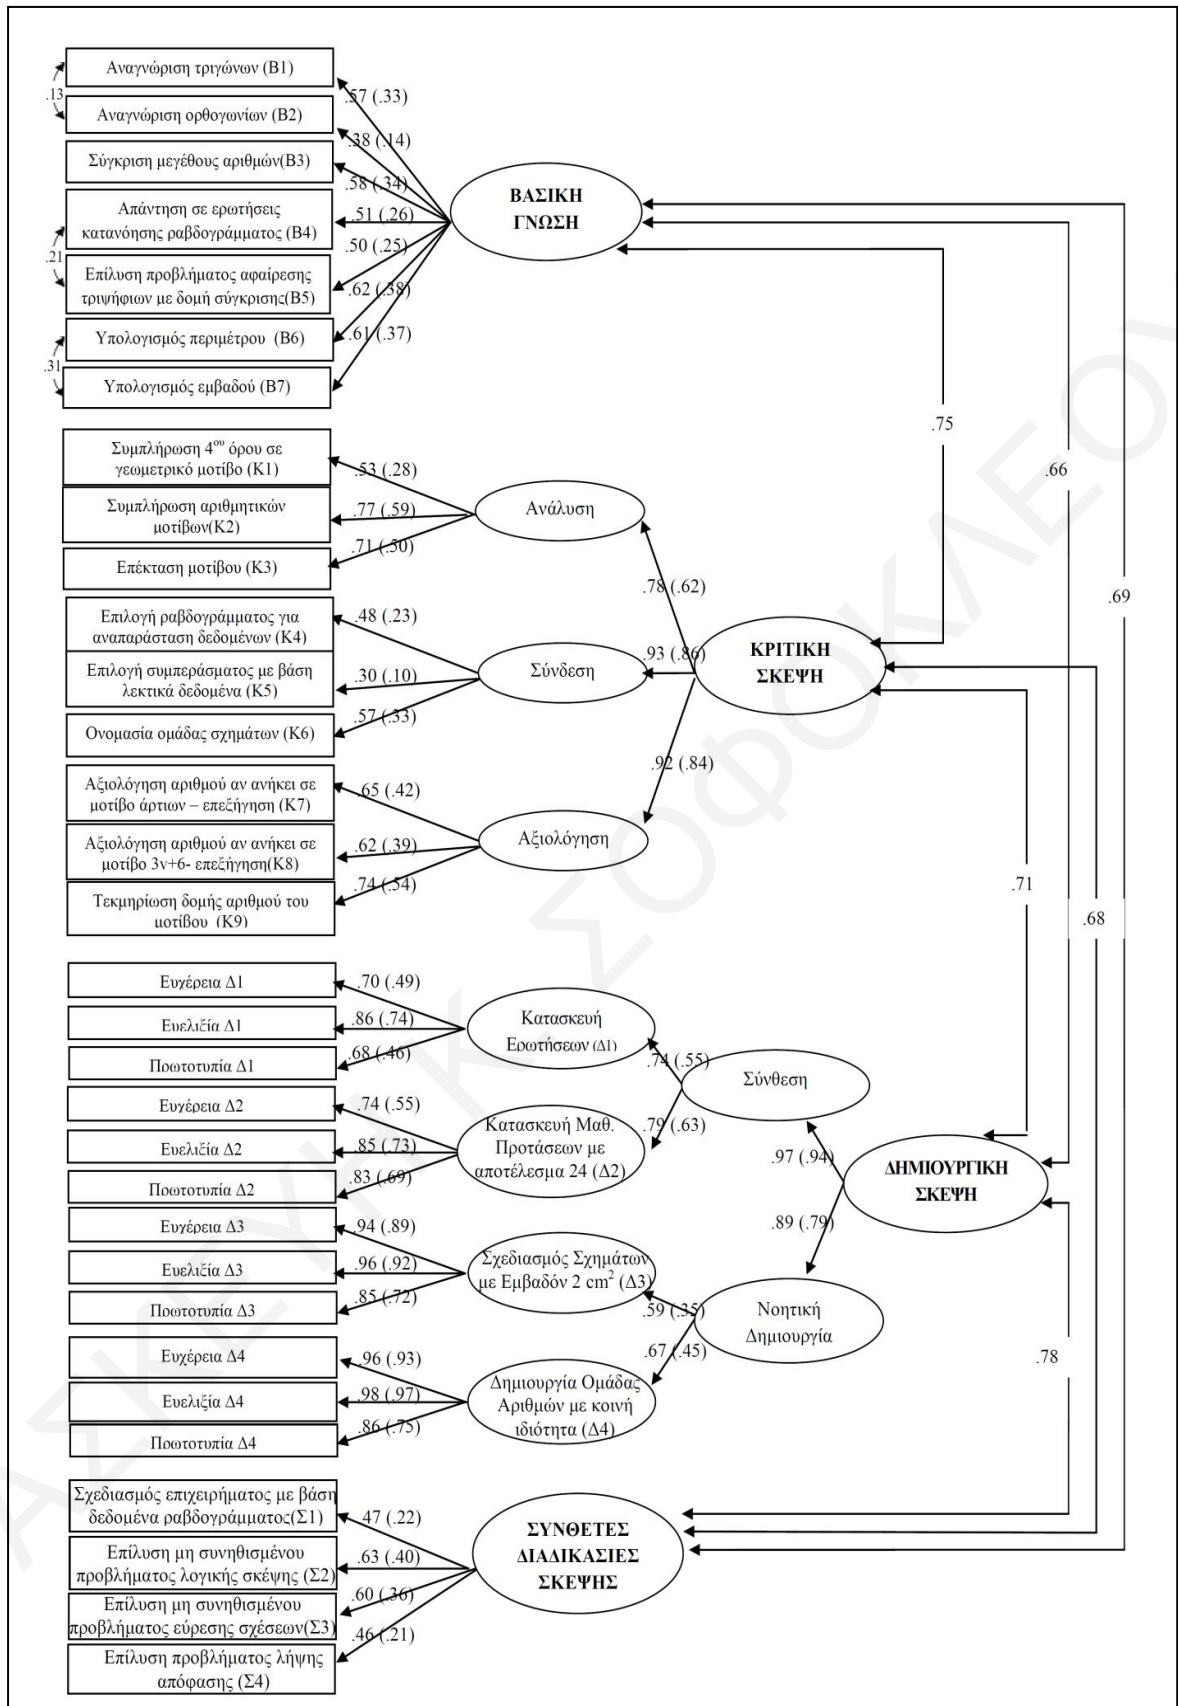 Αναγνώριση τριγώνων (Β1)
.13
Αναγνώριση ορθογωνίων (Β2)
Σύγκριση μεγέθους αριθμών(Β3)
Απάντηση σε ερωτήσεις
κατανόησης ραβδογράμματος (Β4)
.21
Επίλυση προβλήματος αφαίρεσης
τριψήφιων με δομή σύγκρισης(Β5)
Υπολογισμός περιμέτρου (Β6)
.31
Υπολογισμός εμβαδού (Β7)
.57 (.33)
.38 (.14)
.58 (.34)
.51 (.26)
.50 (.25)
.62 (.38)
.61 (.37)
ΒΑΣΙΚΗ
ΓΝΩΣΗ
Συμπλήρωση 4ου όρου σε
γεωμετρικό μοτίβο (Κ1)
Συμπλήρωση αριθμητικών
μοτίβων(Κ2)
Επέκταση μοτίβου (Κ3)
.53 (.28)
.77 (.59)
.71 (.50)
Ανάλυση
Επιλογή ραβδογράμματος για
αναπαράσταση δεδομένων (Κ4)
Επιλογή συμπεράσματος με βάση
λεκτικά δεδομένα (Κ5)
Ονομασία ομάδας σχημάτων (Κ6)
.48 (.23)
.30 (.10)
.57 (.33)
Σύνδεση
Αξιολόγηση αριθμού αν ανήκει σε
μοτίβο άρτιων – επεξήγηση (Κ7)
Αξιολόγηση αριθμού αν ανήκει σε
μοτίβο 3ν+6- επεξήγηση(Κ8)
Τεκμηρίωση δομής αριθμού του
μοτίβου (Κ9)
.65 (.42)
.62 (.39)
.74 (.54)
Αξιολόγηση
.78 (.62)
.93 (.86)
.92 (.84)
ΚΡΙΤΙΚΗ
ΣΚΕΨΗ
.75
.66
.69
.71
.68
.78
Ευχέρεια Δ1
Ευελιξία Δ1
Πρωτοτυπία Δ1
.70 (.49)
.86 (.74)
.68 (.46)
Κατασκευή
Ερωτήσεων (Δ1)
Ευχέρεια Δ2
Ευελιξία Δ2
Πρωτοτυπία Δ2
.74 (.55)
.85 (.73)
.83 (.69)
Κατασκευή Μαθ.
Προτάσεων με
αποτέλεσμα 24 (Δ2)
.74 (.55)
.79 (.63)
Σύνθεση
Ευχέρεια Δ3
Ευελιξία Δ3
Πρωτοτυπία Δ3
.94 (.89)
.96 (.92)
.85 (.72)
Σχεδιασμός Σχημάτων
με Εμβαδόν 2 cm2 (Δ3)
Ευχέρεια Δ4
Ευελιξία Δ4
Πρωτοτυπία Δ4
.96 (.93)
.98 (.97)
.86 (.75)
Δημιουργία Ομάδας
Αριθμών με κοινή
ιδιότητα (Δ4)
.59 (.35)
.67 (.45)
Νοητική
Δημιουργία
.97 (.94)
.89 (.79)
ΔΗΜΙΟΥΡΓΙΚΗ
ΣΚΕΨΗ
Σχεδιασμός επιχειρήματος με βάση
δεδομένα ραβδογράμματος(Σ1)
Επίλυση μη συνηθισμένου
προβλήματος λογικής σκέψης (Σ2)
Επίλυση μη συνηθισμένου
προβλήματος εύρεσης σχέσεων(Σ3)
Επίλυση προβλήματος λήψης
απόφασης (Σ4)
.47 (.22)
.63 (.40)
.60 (.36)
.46 (.21)
ΣΥΝΘΕΤΕΣ
ΔΙΑΔΙΚΑΣΙΕΣ
ΣΚΕΨΗΣ